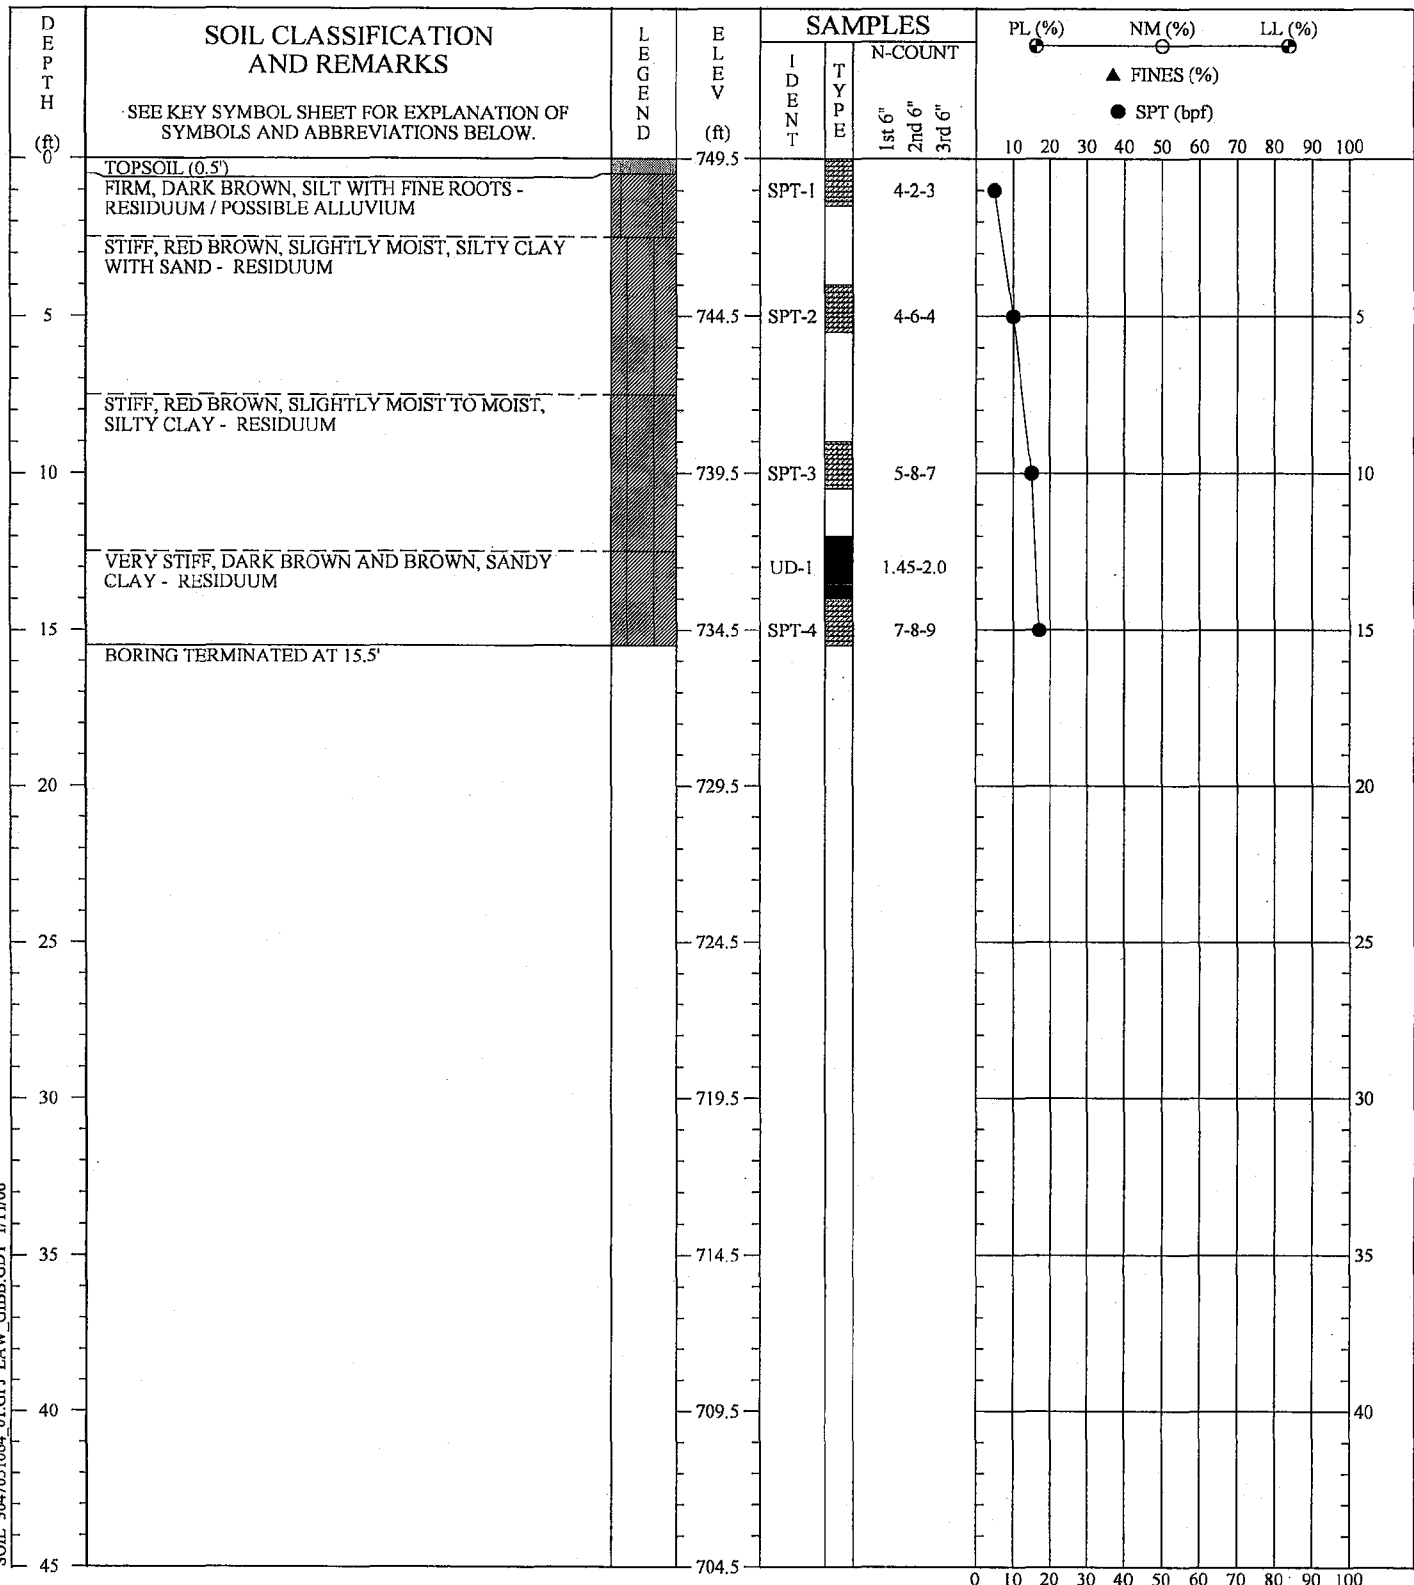 DEPTH
(ft)
SOIL CLASSIFICATION
AND REMARKS
SEE KEY SYMBOL SHEET FOR EXPLANATION OF
SYMBOLS AND ABBREVIATIONS BELOW.
LEGEND
ELEV
(ft)
SAMPLES
IDENT
TYPE
N-COUNT
1st 6"
2nd 6"
3rd 6"
PL (%) NM (%) LL (%)
▲ FINES (%)
● SPT (bpf)
10 20 30 40 50 60 70 80 90 100
0 749.5
TOPSOIL (0.5')
FIRM, DARK BROWN, SILT WITH FINE ROOTS -
RESIDUUM / POSSIBLE ALLUVIUM
SPT-1 4-2-3
STIFF, RED BROWN, SLIGHTLY MOIST, SILTY CLAY
WITH SAND - RESIDUUM
5 744.5 SPT-2 4-6-4 5
STIFF, RED BROWN, SLIGHTLY MOIST TO MOIST,
SILTY CLAY - RESIDUUM
10 739.5 SPT-3 5-8-7 10
VERY STIFF, DARK BROWN AND BROWN, SANDY
CLAY - RESIDUUM
UD-1 1.45-2.0
15 734.5 SPT-4 7-8-9 15
BORING TERMINATED AT 15.5'
20 729.5 20
25 724.5 25
30 719.5 30
35 714.5 35
40 709.5 40
45 704.5
0 10 20 30 40 50 60 70 80 90 100